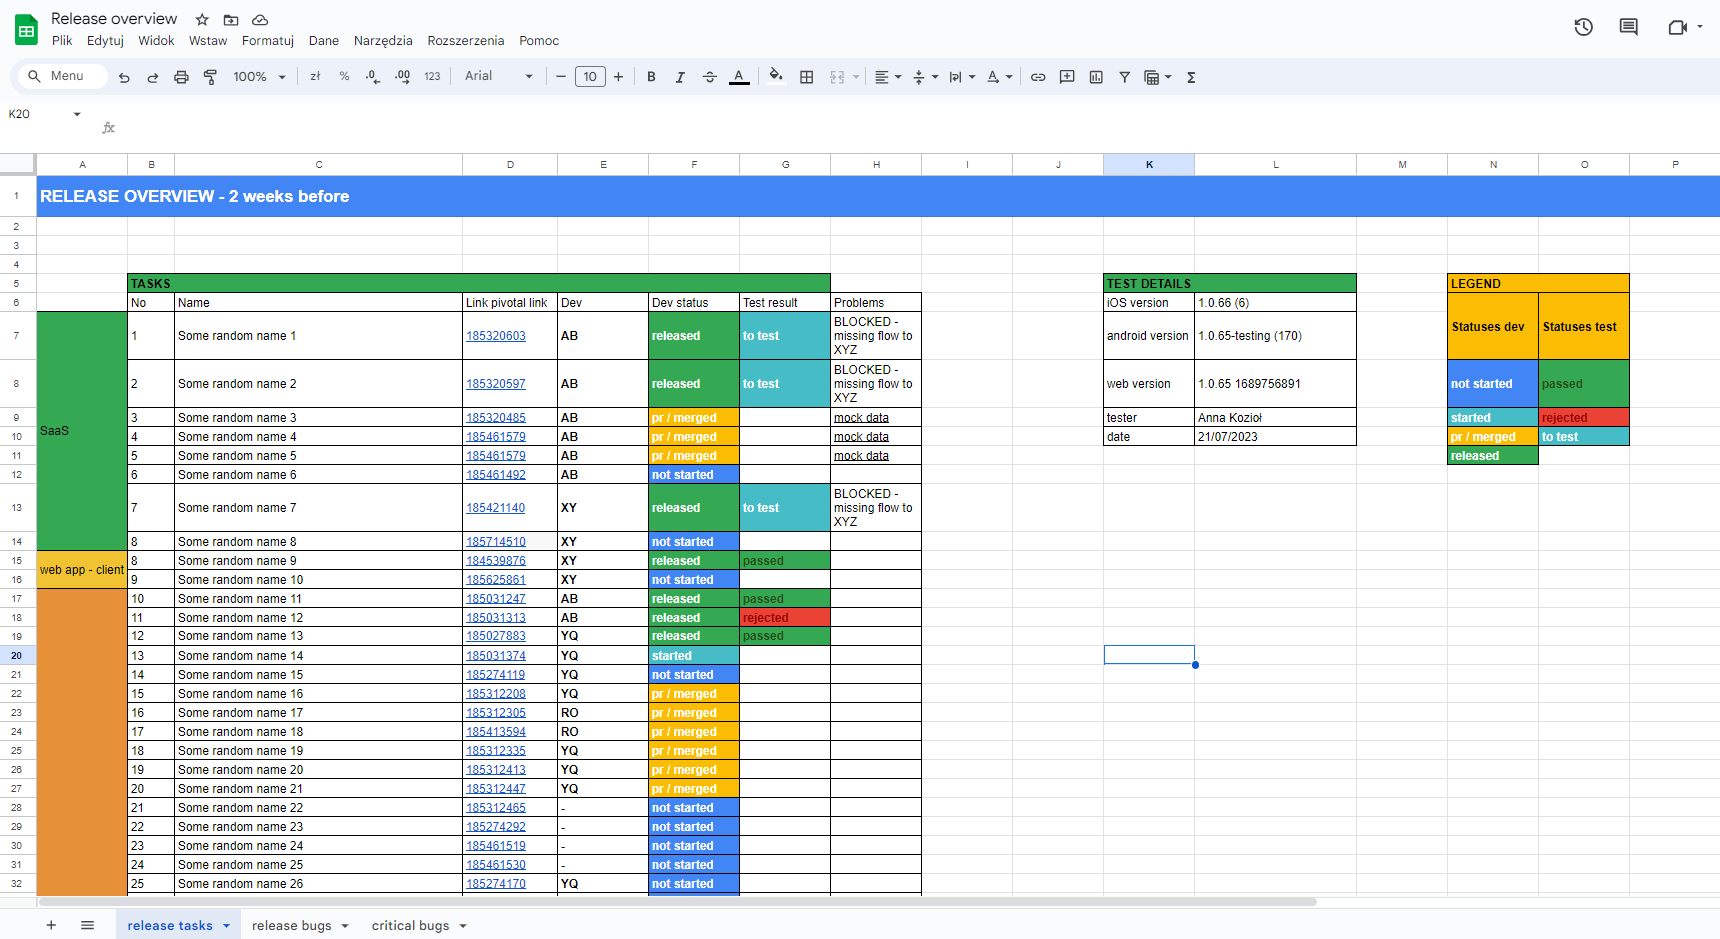 Release overview
Plik Edytuj Widok Wstaw Formatuj Dane Narzędzia Rozszerzenia Pomoc
Menu 100% zł % .0 .00 123 Arial 10 B I A Σ
K20
fx
A B C D E F G H I J K L M N O P
1 RELEASE OVERVIEW - 2 weeks before
2
3
4
5 TASKS TEST DETAILS LEGEND
6 No Name Link pivotal link Dev Dev status Test result Problems iOS version 1.0.66 (6) Statuses dev Statuses test
7 1 Some random name 1 185320603 AB released to test BLOCKED - missing flow to XYZ android version 1.0.65-testing (170)
8 2 Some random name 2 185320597 AB released to test BLOCKED - missing flow to XYZ web version 1.0.65 1689756891 not started passed
SaaS
9 3 Some random name 3 185320485 AB pr / merged mock data tester Anna Kozioł started rejected
10 4 Some random name 4 185461579 AB pr / merged mock data date 21/07/2023 pr / merged to test
11 5 Some random name 5 185461579 AB pr / merged mock data released
12 6 Some random name 6 185461492 AB not started
13 7 Some random name 7 185421140 XY released to test BLOCKED - missing flow to XYZ
14 8 Some random name 8 185714510 XY not started
web app - client
15 8 Some random name 9 184539876 XY released passed
16 9 Some random name 10 185625861 XY not started
17 10 Some random name 11 185031247 AB released passed
18 11 Some random name 12 185031313 AB released rejected
19 12 Some random name 13 185027883 YQ released passed
20 13 Some random name 14 185031374 YQ started
21 14 Some random name 15 185274119 YQ not started
22 15 Some random name 16 185312208 YQ pr / merged
23 16 Some random name 17 185312305 RO pr / merged
24 17 Some random name 18 185413594 RO pr / merged
25 18 Some random name 19 185312335 YQ pr / merged
26 19 Some random name 20 185312413 YQ pr / merged
27 20 Some random name 21 185312447 YQ pr / merged
28 21 Some random name 22 185312465 - not started
29 22 Some random name 23 185274292 - not started
30 23 Some random name 24 185461519 - not started
31 24 Some random name 25 185461530 - not started
32 25 Some random name 26 185274170 YQ not started
release tasks release bugs critical bugs